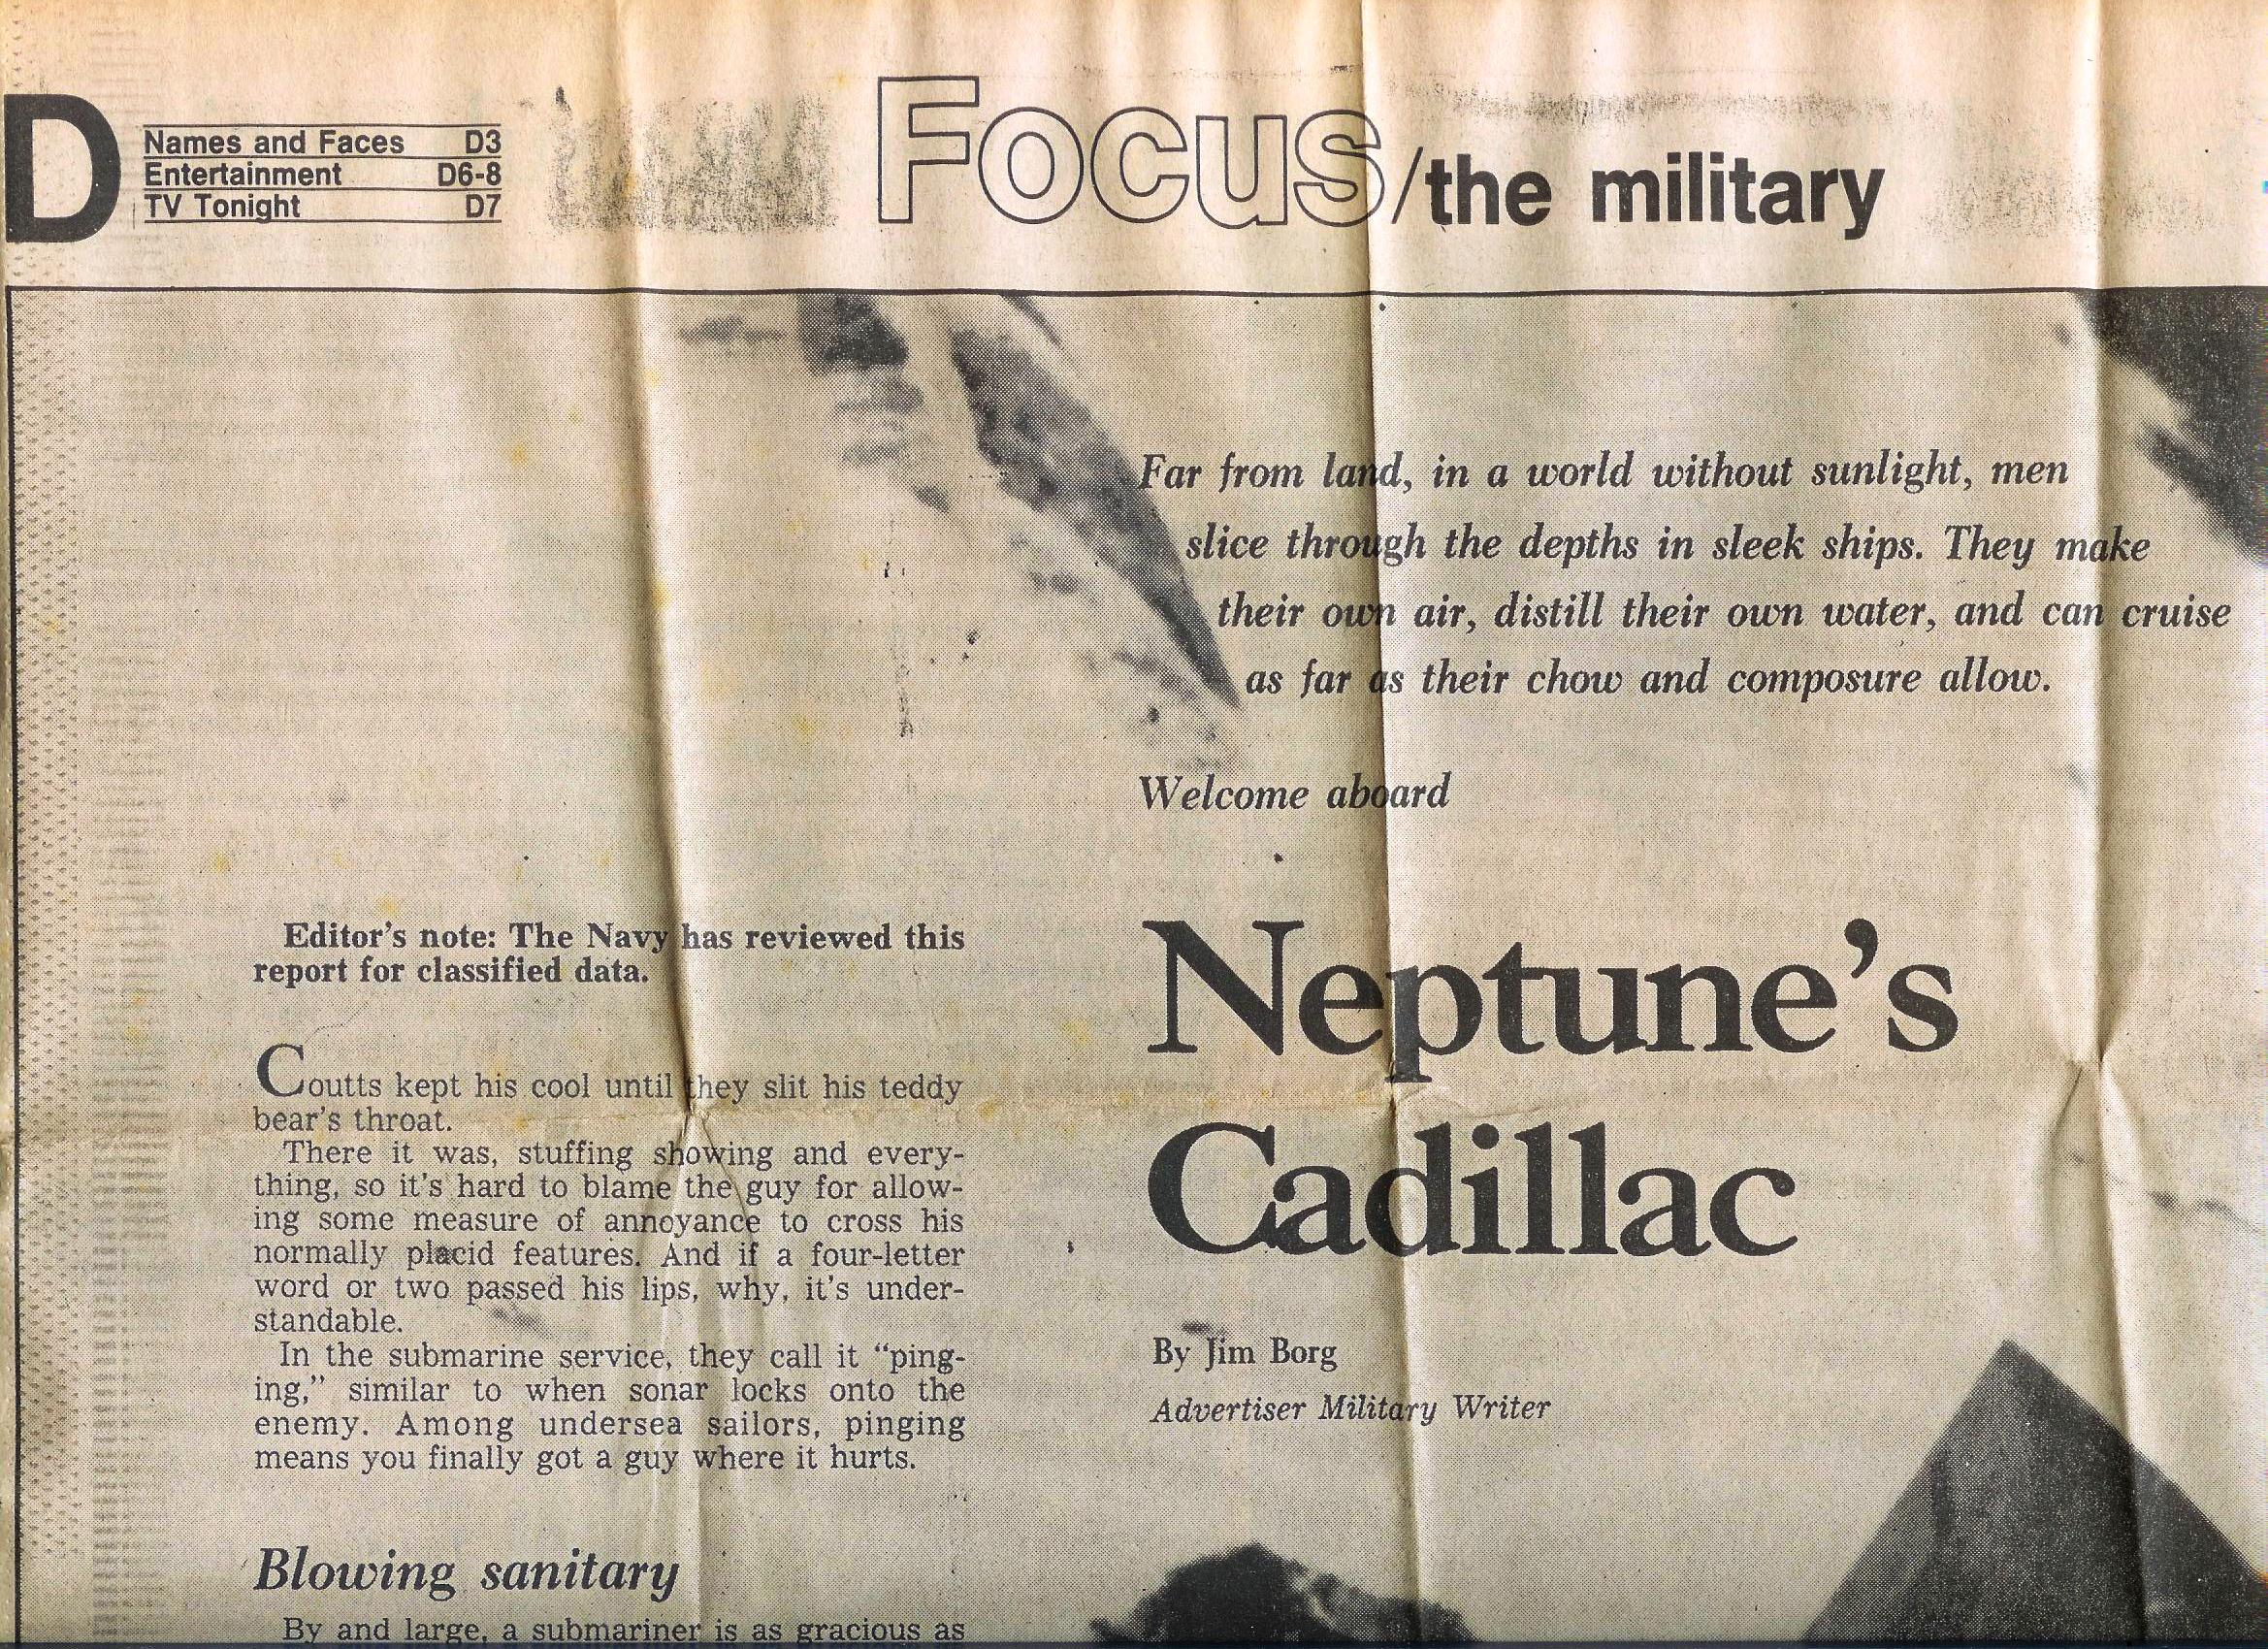 D
Names and Faces D3
Entertainment D6-8
TV Tonight D7
Focus/the military
Far from land, in a world without sunlight, men
slice through the depths in sleek ships. They make
their own air, distill their own water, and can cruise
as far as their chow and composure allow.
Welcome aboard
Neptune's
Cadillac
By Jim Borg
Advertiser Military Writer
Editor's note: The Navy has reviewed this
report for classified data.
Coutts kept his cool until they slit his teddy
bear's throat.
There it was, stuffing showing and every-
thing, so it's hard to blame the guy for allow-
ing some measure of annoyance to cross his
normally placid features. And if a four-letter
word or two passed his lips, why, it's under-
standable.
In the submarine service, they call it “ping-
ing,” similar to when sonar locks onto the
enemy. Among undersea sailors, pinging
means you finally got a guy where it hurts.
Blowing sanitary
By and large, a submariner is as gracious as